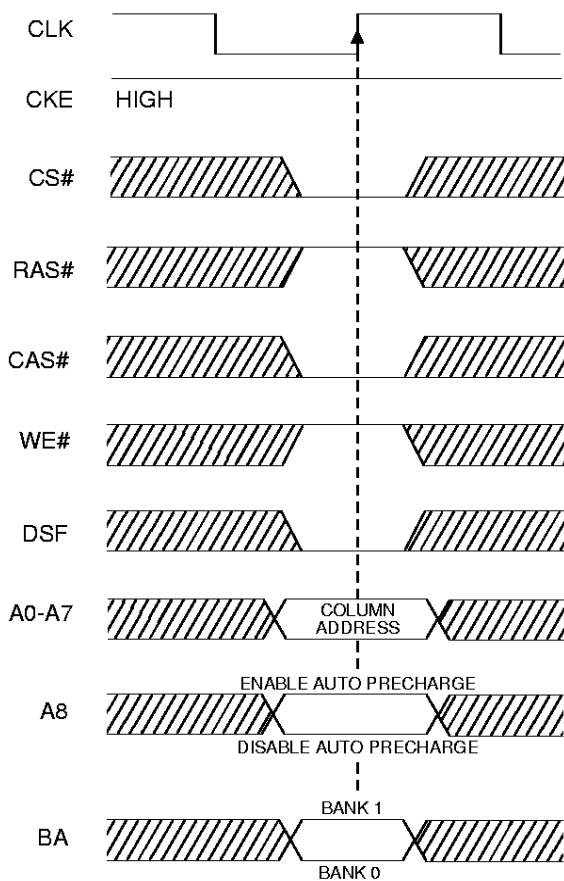 CLK
CKE HIGH
CS#
RAS#
CAS#
WE#
DSF
A0-A7 COLUMN
ADDRESS
ENABLE AUTO PRECHARGE
A8
DISABLE AUTO PRECHARGE
BANK 1
BA
BANK 0